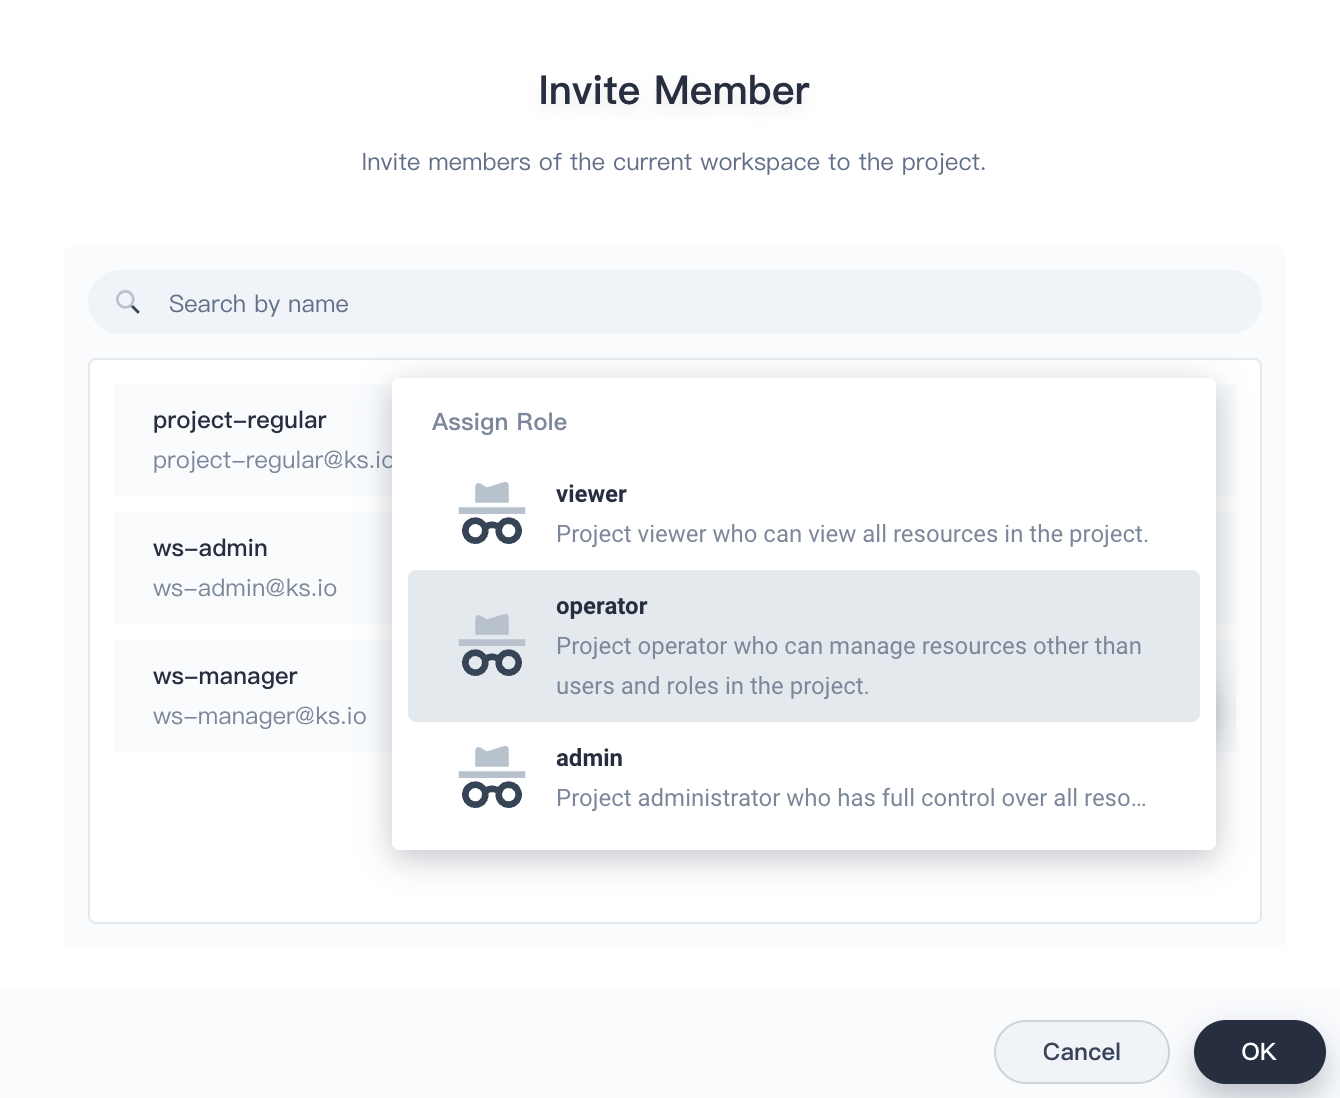 Invite Member
Invite members of the current workspace to the project.
Search by name
project-regular
project-regular@ks.io
ws-admin
ws-admin@ks.io
ws-manager
ws-manager@ks.io
Assign Role
viewer
Project viewer who can view all resources in the project.
operator
Project operator who can manage resources other than
users and roles in the project.
admin
Project administrator who has full control over all reso...
Cancel
OK